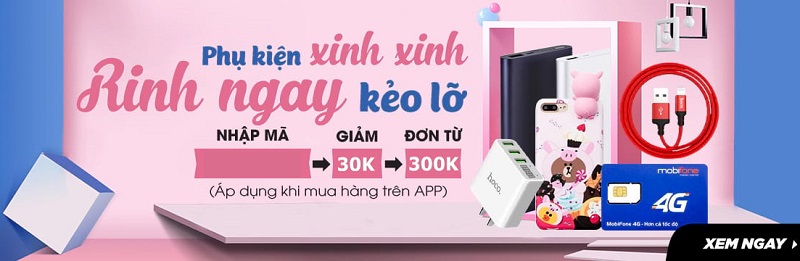 Phụ kiện xinh xinh
Rinh ngay kẻo lỡ
NHẬP MÃ GIẢM ĐƠN TỪ
30K 300K
(Áp dụng khi mua hàng trên APP)
hoco.
mobifone
4G
MobiFone 4G - Hơn cả tốc độ
XEM NGAY